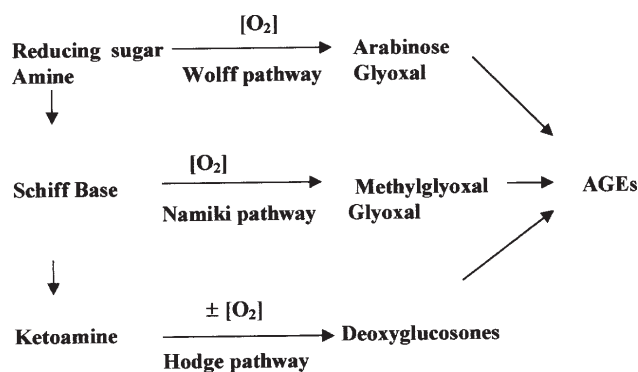 [O₂]
Reducing sugar
Amine
Wolff pathway
Arabinose
Glyoxal
[O₂]
Schiff Base
Namiki pathway
Methylglyoxal
Glyoxal
AGEs
± [O₂]
Ketoamine
Hodge pathway
Deoxyglucosones